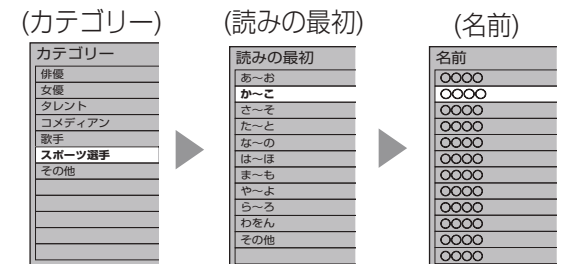 (カテゴリー)
カテゴリー
俳優
女優
タレント
コメディアン
歌手
スポーツ選手
その他
(読みの最初)
読みの最初
あ～お
か～こ
さ～そ
た～と
な～の
は～ほ
ま～も
や～よ
ら～ろ
わをん
その他
(名前)
名前
○○○○
○○○○
○○○○
○○○○
○○○○
○○○○
○○○○
○○○○
○○○○
○○○○
○○○○
○○○○